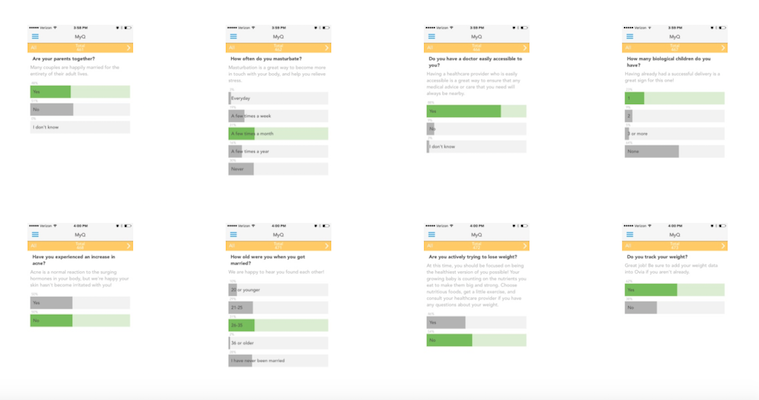 Verizon 3:58 PM
MyQ
Are your parents together?
Many couples are happily married for the
entirety of their adult lives.
Yes
No
I don't know
Verizon 3:59 PM
MyQ
How often do you masturbate?
Masturbation is a great way to become more
in touch with your body, and help you relieve
stress.
Everyday
A few times a week
A few times a month
A few times a year
Never
Verizon 3:59 PM
MyQ
Do you have a doctor easily accessible to
you?
Having a healthcare provider who is easily
accessible is a great way to ensure that any
medical advice or care that you need will
always be nearby.
Yes
No
I don't know
Verizon 3:59 PM
MyQ
How many biological children do you
have?
Having already had a successful delivery is a
great sign for this one!
1
2
3 or more
None
Verizon 4:00 PM
MyQ
Have you experienced an increase in
acne?
Acne is a normal reaction to the surging
hormones in your body, but we're happy your
skin hasn't become irritated with you!
Yes
No
Verizon 4:00 PM
MyQ
How old were you when you got
married?
We are happy to hear you found each other!
20 or younger
21-25
26-35
36 or older
I have never been married
Verizon 4:00 PM
MyQ
Are you actively trying to lose weight?
At this time, you should be focused on being
the healthiest version of you possible! Your
growing baby is counting on the nutrients you
eat to make them big and strong. Choose
nutritious foods, get a little exercise, and
consult your healthcare provider if you have
any questions about your weight.
Yes
No
Verizon 4:00 PM
MyQ
Do you track your weight?
Great job! Be sure to add your weight data
into Ovia if you aren't already.
Yes
No